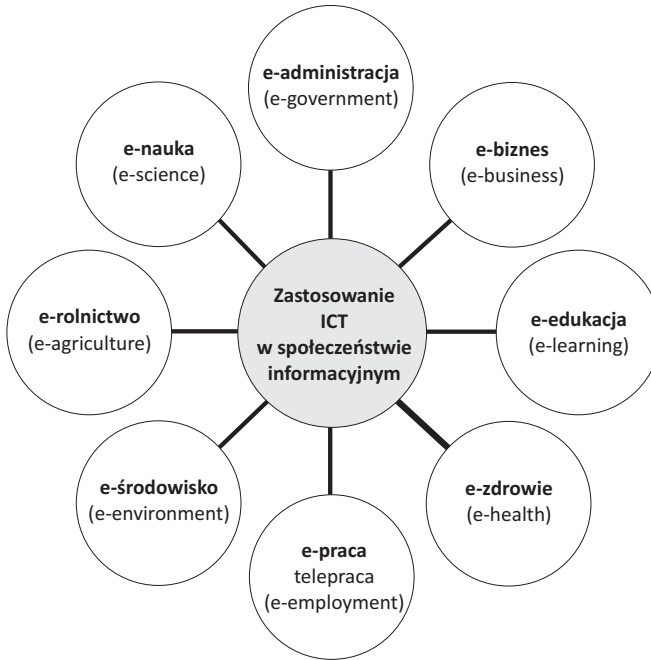 e-administracja
(e-government)
e-nauka
(e-science)
e-biznes
(e-business)
e-rolnictwo
(e-agriculture)
Zastosowanie
ICT
w społeczeństwie
informacyjnym
e-edukacja
(e-learning)
e-środowisko
(e-environment)
e-zdrowie
(e-health)
e-praca
telepraca
(e-employment)